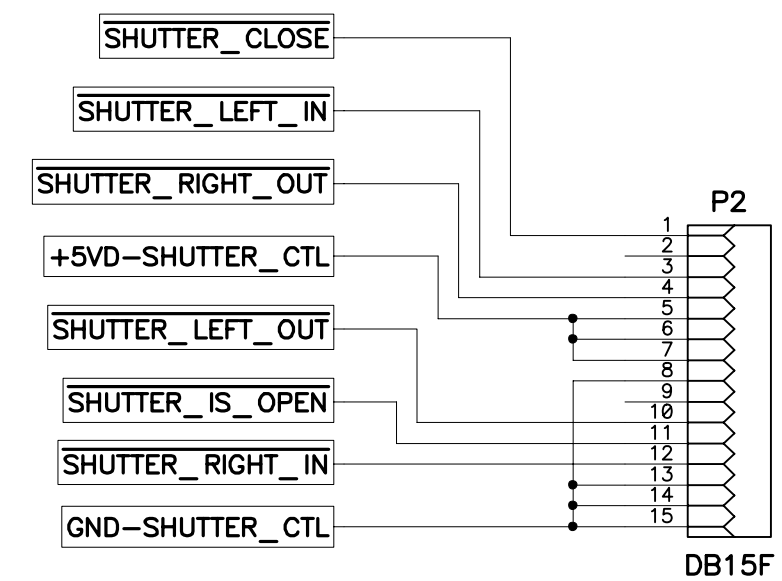 SHUTTER_CLOSE
SHUTTER_LEFT_IN
SHUTTER_RIGHT_OUT
+5VD-SHUTTER_CTL
SHUTTER_LEFT_OUT
SHUTTER_IS_OPEN
SHUTTER_RIGHT_IN
GND-SHUTTER_CTL
P2
1
2
3
4
5
6
7
8
9
10
11
12
13
14
15
DB15F